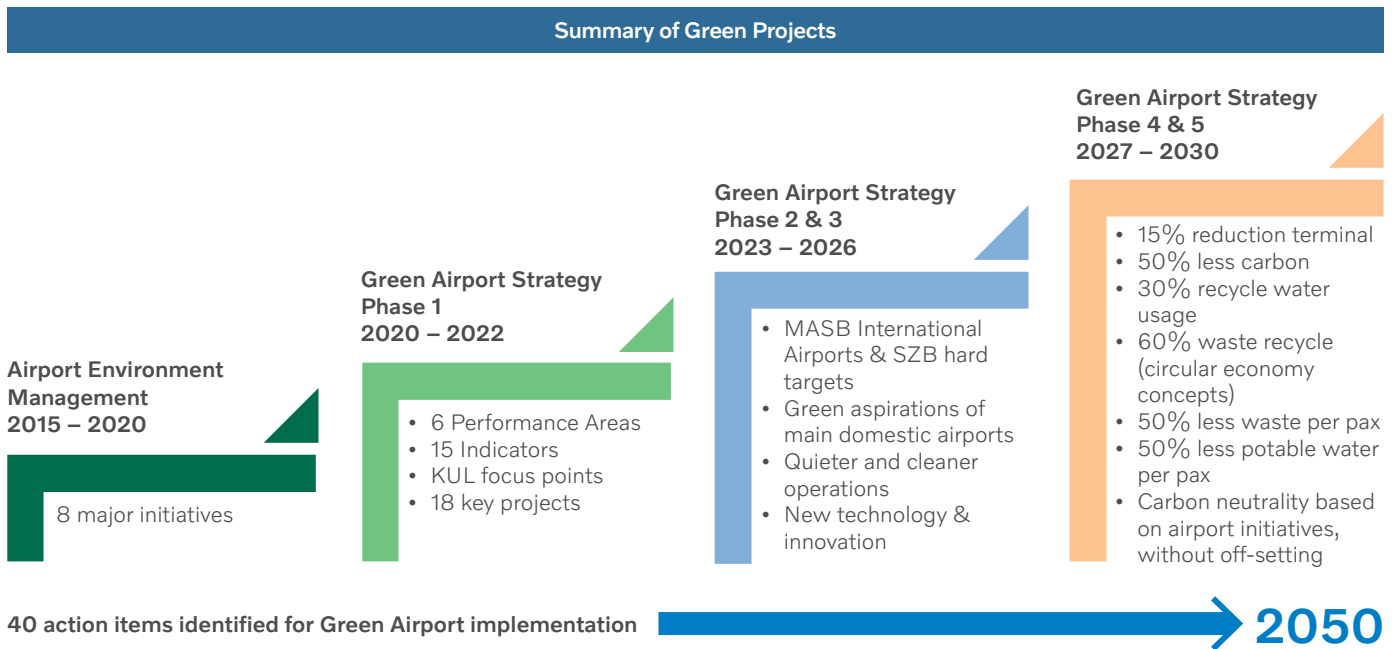 Summary of Green Projects
Airport Environment
Management
2015 – 2020
8 major initiatives
Green Airport Strategy
Phase 1
2020 – 2022
• 6 Performance Areas
• 15 Indicators
• KUL focus points
• 18 key projects
Green Airport Strategy
Phase 2 & 3
2023 – 2026
• MASB International
Airports & SZB hard
targets
• Green aspirations of
main domestic airports
• Quieter and cleaner
operations
• New technology &
innovation
Green Airport Strategy
Phase 4 & 5
2027 – 2030
• 15% reduction terminal
• 50% less carbon
• 30% recycle water
usage
• 60% waste recycle
(circular economy
concepts)
• 50% less waste per pax
• 50% less potable water
per pax
• Carbon neutrality based
on airport initiatives,
without off-setting
40 action items identified for Green Airport implementation
2050